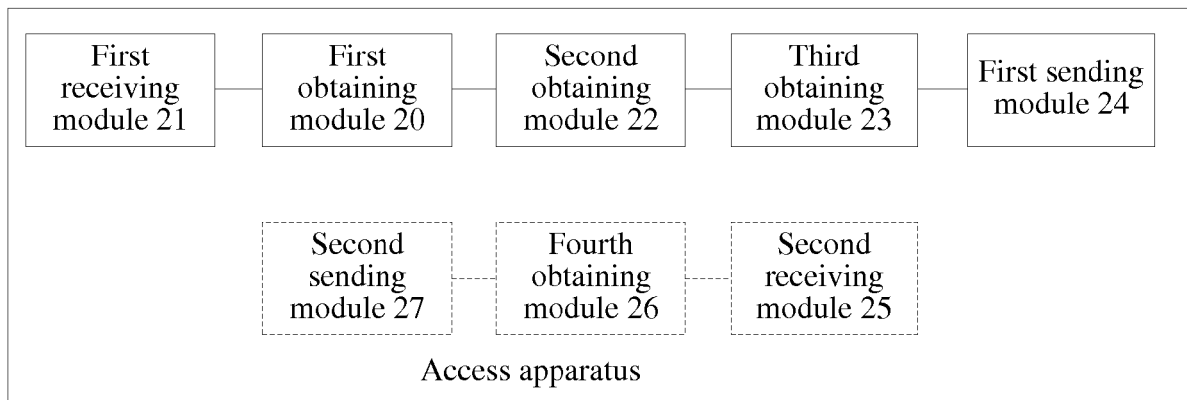 First
receiving
module 21
First
obtaining
module 20
Second
obtaining
module 22
Third
obtaining
module 23
First sending
module 24
Second
sending
module 27
Fourth
obtaining
module 26
Second
receiving
module 25
Access apparatus